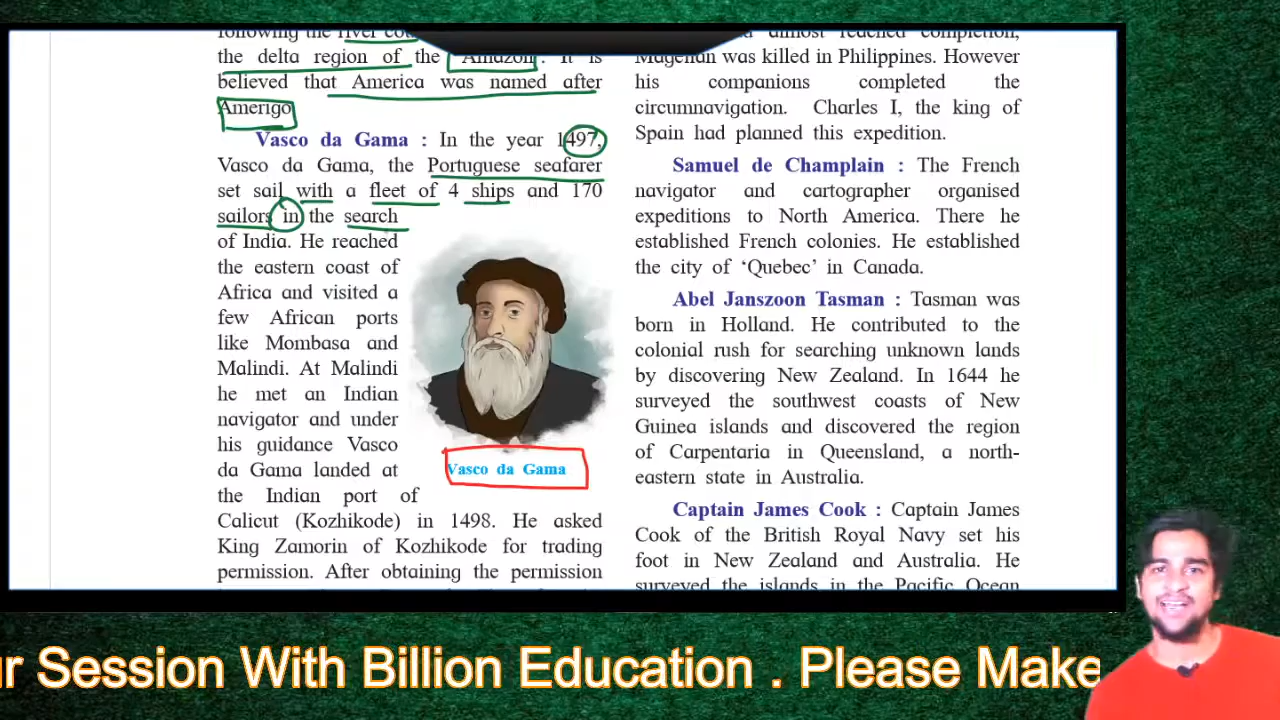 following the river
the delta region of the Amazon . It is
believed that America was named after
Amerigo
Vasco da Gama : In the year 1497,
Vasco da Gama, the Portuguese seafarer
set sail with a fleet of 4 ships and 170
sailors in the search
of India. He reached
the eastern coast of
Africa and visited a
few African ports
like Mombasa and
Malindi. At Malindi
he met an Indian
navigator and under
his guidance Vasco
da Gama landed at
the Indian port of
Calicut (Kozhikode) in 1498. He asked
King Zamorin of Kozhikode for trading
permission. After obtaining the permission
Vasco da Gama
almost reached completion,
Magellan was killed in Philippines. However
his companions completed the
circumnavigation. Charles I, the king of
Spain had planned this expedition.
Samuel de Champlain : The French
navigator and cartographer organised
expeditions to North America. There he
established French colonies. He established
the city of ‘Quebec’ in Canada.
Abel Janszoon Tasman : Tasman was
born in Holland. He contributed to the
colonial rush for searching unknown lands
by discovering New Zealand. In 1644 he
surveyed the southwest coasts of New
Guinea islands and discovered the region
of Carpentaria in Queensland, a north-
eastern state in Australia.
Captain James Cook : Captain James
Cook of the British Royal Navy set his
foot in New Zealand and Australia. He
surveyed the islands in the Pacific Ocean
Session With Billion Education . Please Make